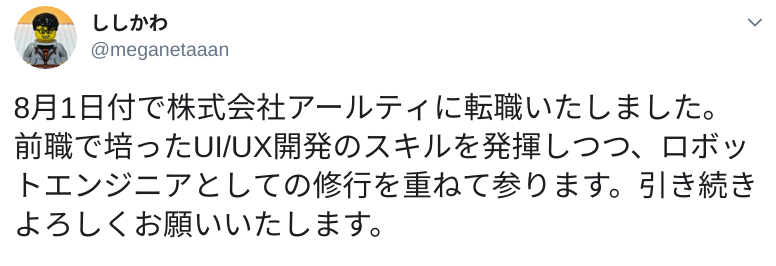 ししかわ
@meganetaaan
8月1日付で株式会社アールティに転職いたしました。
前職で培ったUI/UX開発のスキルを発揮しつつ、ロボッ
トエンジニアとしての修行を重ねて参ります。引き続き
よろしくお願いいたします。